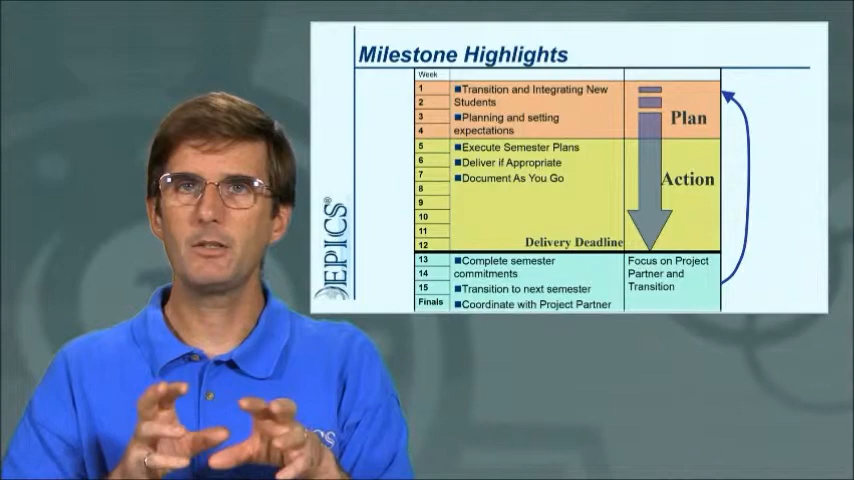 Milestone Highlights
Week
1
2
3
4
5
6
7
8
9
10
11
12
13
14
15
Finals
■Transition and Integrating New
Students
■Planning and setting
expectations
■Execute Semester Plans
■Deliver if Appropriate
■Document As You Go
Delivery Deadline
■Complete semester
commitments
■Transition to next semester
■Coordinate with Project Partner
Plan
Action
Focus on Project
Partner and
Transition
EPICS®